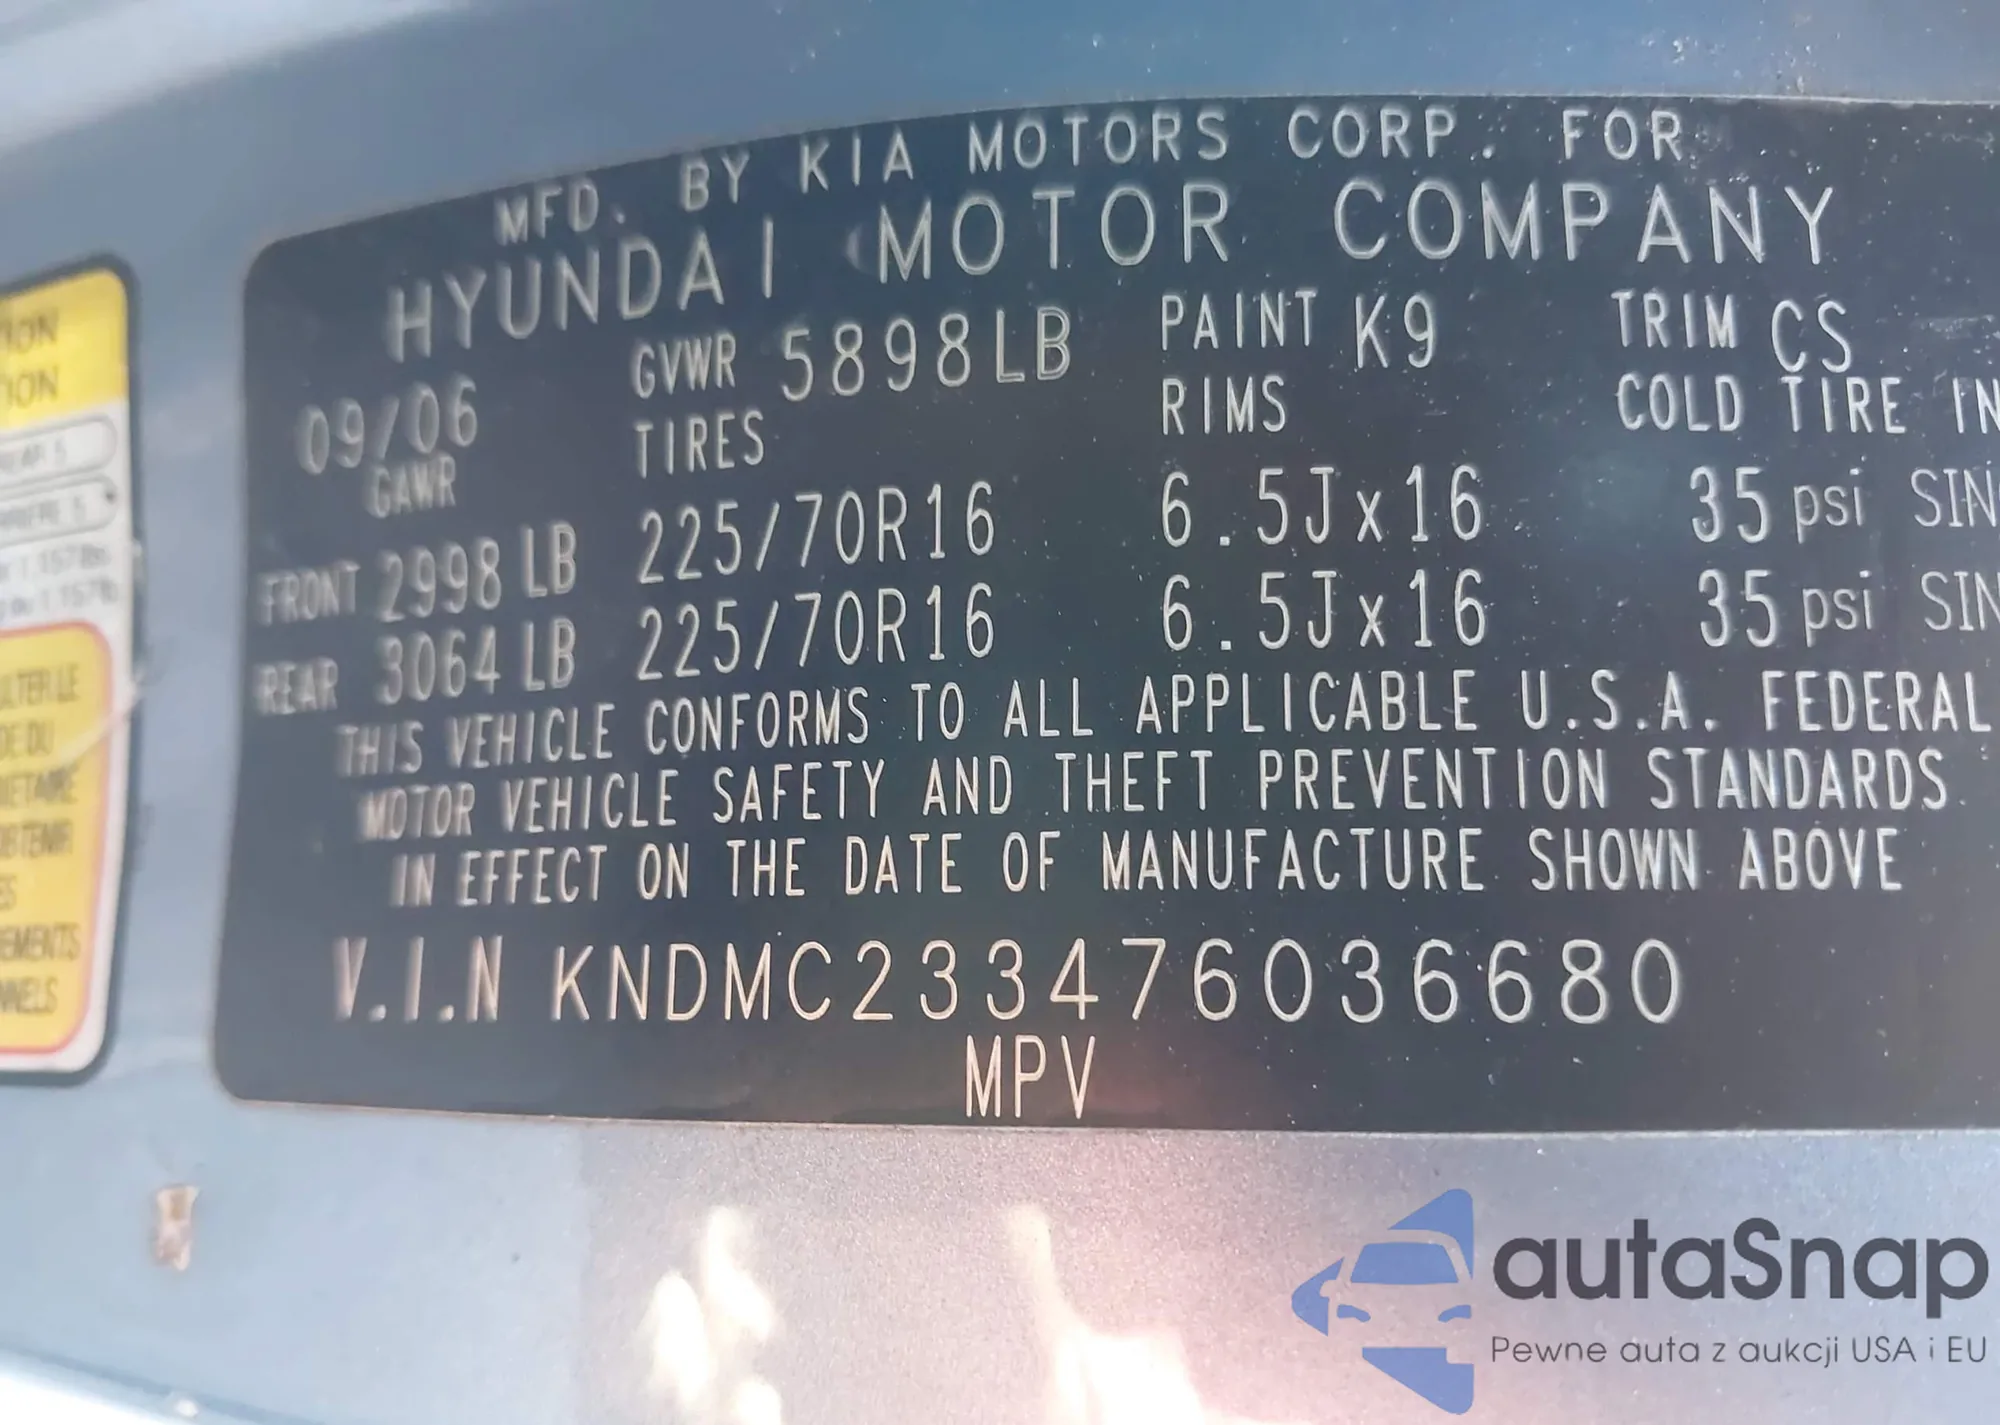 MFD. BY KIA MOTORS CORP. FOR
HYUNDAI MOTOR COMPANY
09/06 GVWR 5898LB PAINT K9 TRIM CS
GAWR TIRES RIMS COLD TIRE IN
FRONT 2998 LB 225/70R16 6.5Jx16 35 psi SIN
REAR 3064 LB 225/70R16 6.5Jx16 35 psi SIN
THIS VEHICLE CONFORMS TO ALL APPLICABLE U.S.A. FEDERAL
MOTOR VEHICLE SAFETY AND THEFT PREVENTION STANDARDS
IN EFFECT ON THE DATE OF MANUFACTURE SHOWN ABOVE
V.I.N KNDMC233476036680
MPV
autaSnap
Pewne auta z aukcji USA i EU